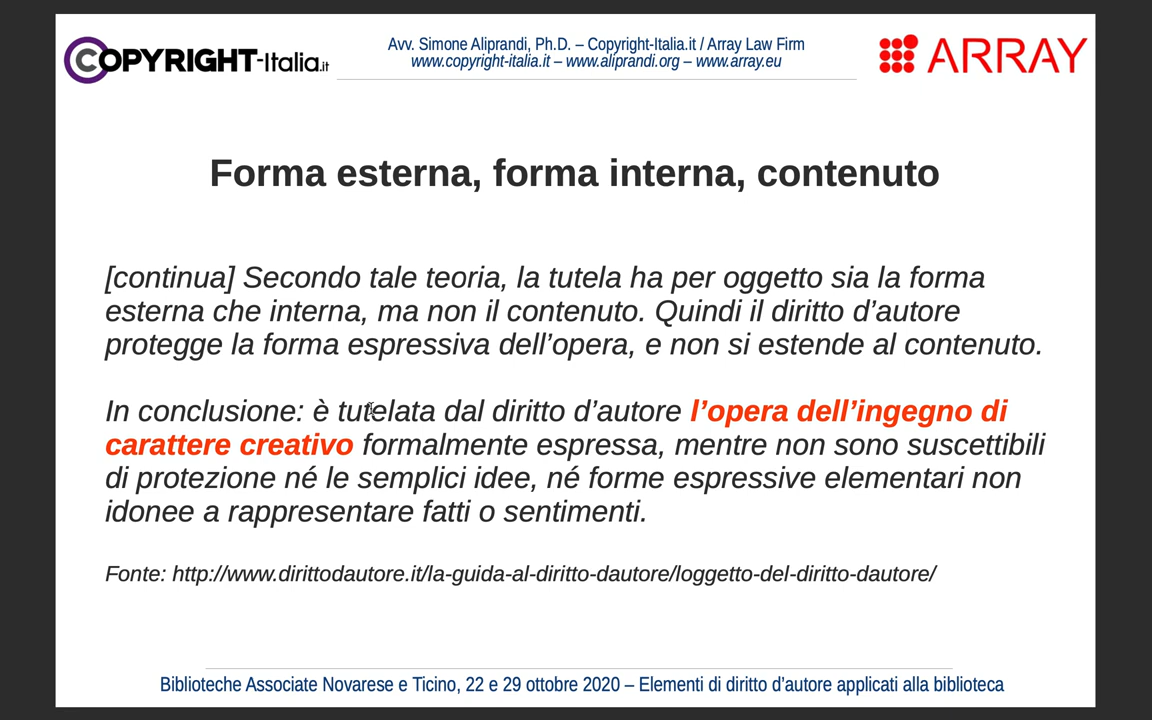 COPYRIGHT-Italia.it
Avv. Simone Aliprandi, Ph.D. – Copyright-Italia.it / Array Law Firm
www.copyright-italia.it – www.aliprandi.org – www.array.eu
ARRAY
Forma esterna, forma interna, contenuto
[continua] Secondo tale teoria, la tutela ha per oggetto sia la forma
esterna che interna, ma non il contenuto. Quindi il diritto d’autore
protegge la forma espressiva dell’opera, e non si estende al contenuto.
In conclusione: è tutelata dal diritto d’autore l’opera dell’ingegno di
carattere creativo formalmente espressa, mentre non sono suscettibili
di protezione né le semplici idee, né forme espressive elementari non
idonee a rappresentare fatti o sentimenti.
Fonte: http://www.dirittodautore.it/la-guida-al-diritto-dautore/loggetto-del-diritto-dautore/
Biblioteche Associate Novarese e Ticino, 22 e 29 ottobre 2020 – Elementi di diritto d’autore applicati alla biblioteca